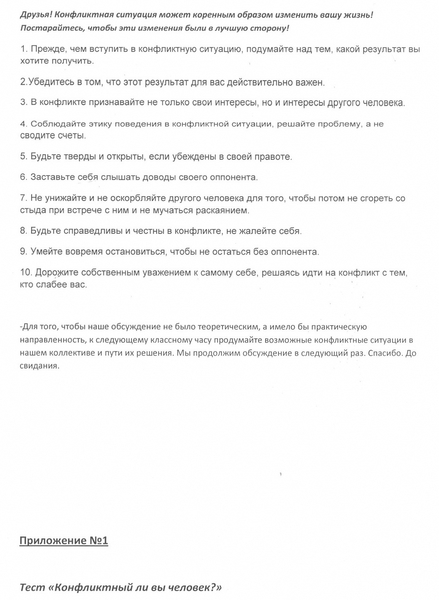 Друзья! Конфликтная ситуация может коренным образом изменить вашу жизнь!
Постарайтесь, чтобы эти изменения были в лучшую сторону!
1. Прежде, чем вступить в конфликтную ситуацию, подумайте над тем, какой результат вы
хотите получить.
2.Убедитесь в том, что этот результат для вас действительно важен.
3. В конфликте признавайте не только свои интересы, но и интересы другого человека.
4. Соблюдайте этику поведения в конфликтной ситуации, решайте проблему, а не
сводите счеты.
5. Будьте тверды и открыты, если убеждены в своей правоте.
6. Заставьте себя слышать доводы своего оппонента.
7. Не унижайте и не оскорбляйте другого человека для того, чтобы потом не сгореть со
стыда при встрече с ним и не мучаться раскаянием.
8. Будьте справедливы и честны в конфликте, не жалейте себя.
9. Умейте вовремя остановиться, чтобы не остаться без оппонента.
10. Дорожите собственным уважением к самому себе, решаясь идти на конфликт с тем,
кто слабее вас.
-Для того, чтобы наше обсуждение не было теоретическим, а имело бы практическую
направленность, к следующему классному часу продумайте возможные конфликтные ситуации в
нашем коллективе и пути их решения. Мы продолжим обсуждение в следующий раз. Спасибо. До
свидания.
Приложение №1
Тест «Конфликтный ли вы человек?»